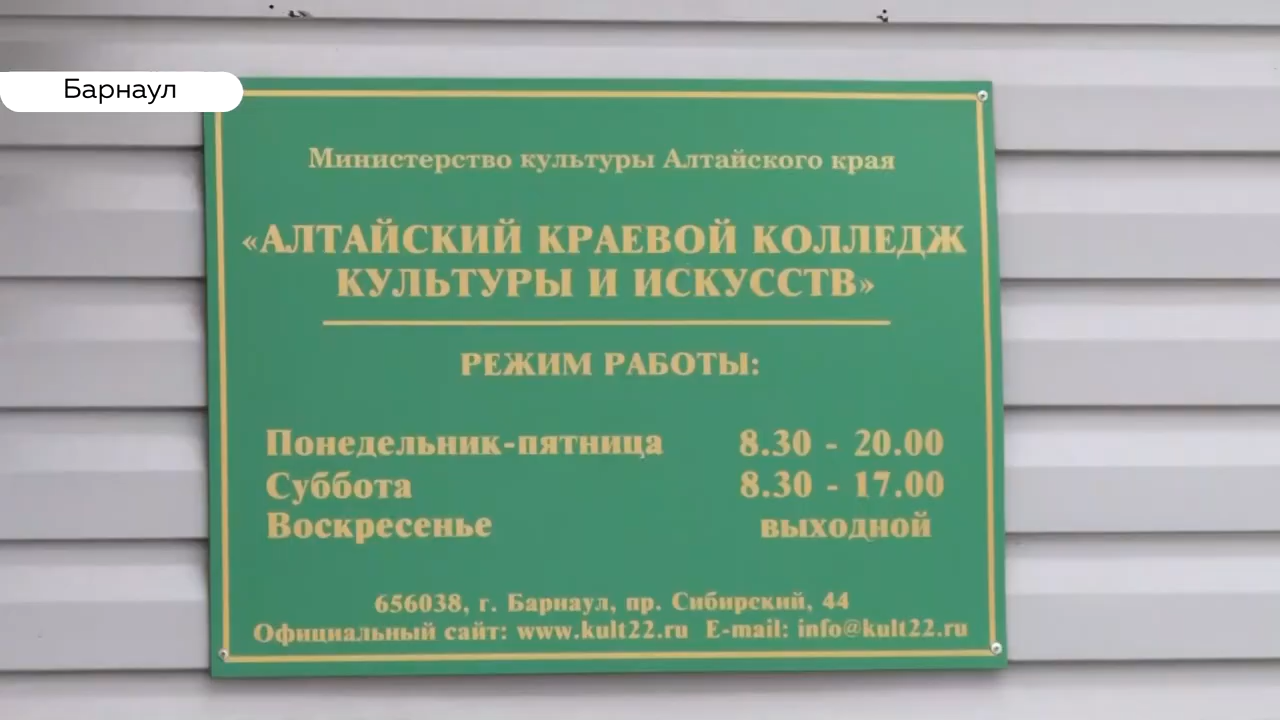 Барнаул
Министерство культуры Алтайского края
«АЛТАЙСКИЙ КРАЕВОЙ КОЛЛЕДЖ
КУЛЬТУРЫ И ИСКУССТВ»
РЕЖИМ РАБОТЫ:
Понедельник-пятница 8.30 - 20.00
Суббота 8.30 - 17.00
Воскресенье выходной
656038, г. Барнаул, пр. Сибирский, 44
Официальный сайт: www.kult22.ru E-mail: info@kult22.ru